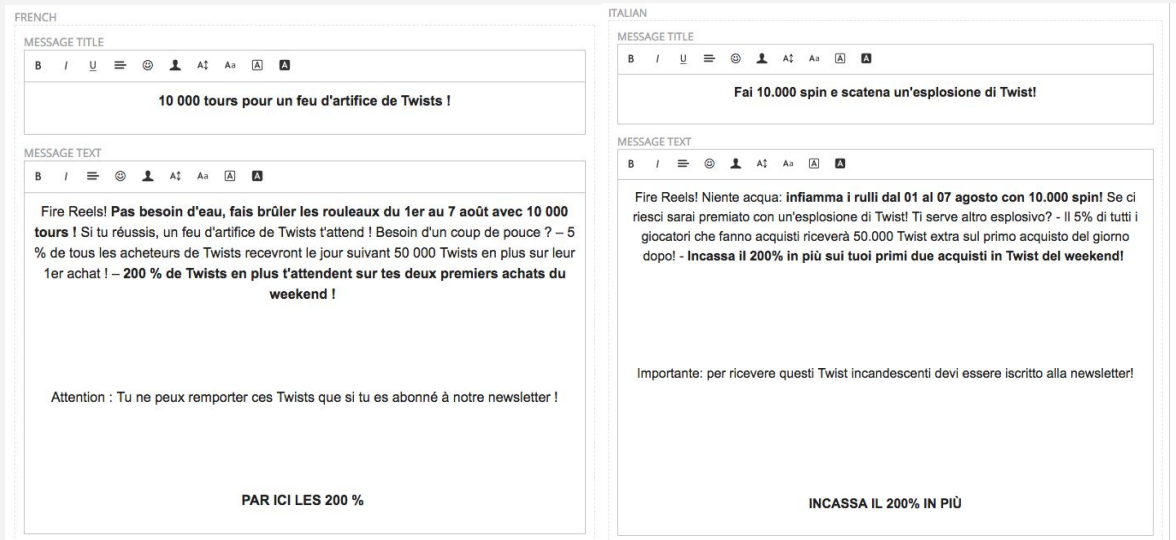 FRENCH
MESSAGE TITLE
B I U A↕ Aa A A
10 000 tours pour un feu d'artifice de Twists !
MESSAGE TEXT
B I A↕ Aa A A
Fire Reels! Pas besoin d'eau, fais brûler les rouleaux du 1er au 7 août avec 10 000
tours ! Si tu réussis, un feu d'artifice de Twists t'attend ! Besoin d'un coup de pouce ? – 5
% de tous les acheteurs de Twists recevront le jour suivant 50 000 Twists en plus sur leur
1er achat ! – 200 % de Twists en plus t'attendent sur tes deux premiers achats du
weekend !
Attention : Tu ne peux remporter ces Twists que si tu es abonné à notre newsletter !
PAR ICI LES 200 %
ITALIAN
MESSAGE TITLE
B I U A↕ Aa A A
Fai 10.000 spin e scatena un'esplosione di Twist!
MESSAGE TEXT
B I A↕ Aa A A
Fire Reels! Niente acqua: infiamma i rulli dal 01 al 07 agosto con 10.000 spin! Se ci
riesci sarai premiato con un'esplosione di Twist! Ti serve altro esplosivo? - Il 5% di tutti i
giocatori che fanno acquisti riceverà 50.000 Twist extra sul primo acquisto del giorno
dopo! - Incassa il 200% in più sui tuoi primi due acquisti in Twist del weekend!
Importante: per ricevere questi Twist incandescenti devi essere iscritto alla newsletter!
INCASSA IL 200% IN PIÙ